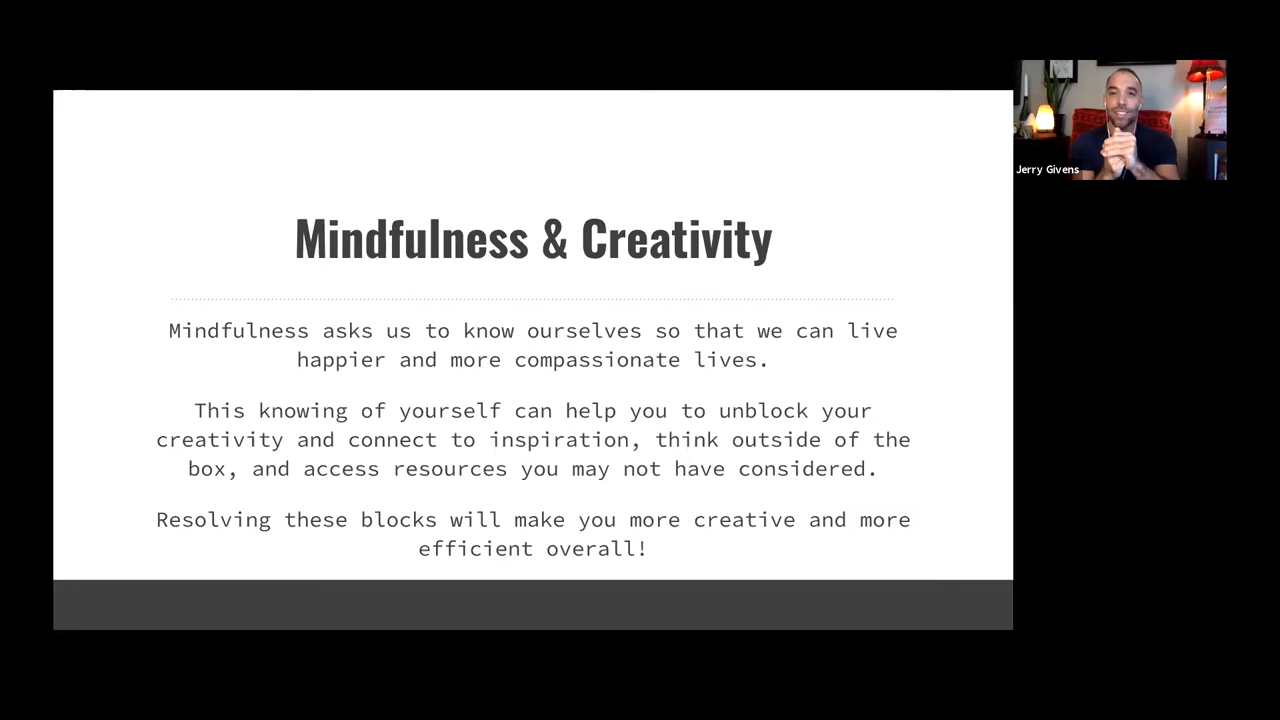 Mindfulness & Creativity
Mindfulness asks us to know ourselves so that we can live
happier and more compassionate lives.
This knowing of yourself can help you to unblock your
creativity and connect to inspiration, think outside of the
box, and access resources you may not have considered.
Resolving these blocks will make you more creative and more
efficient overall!
Jerry Givens